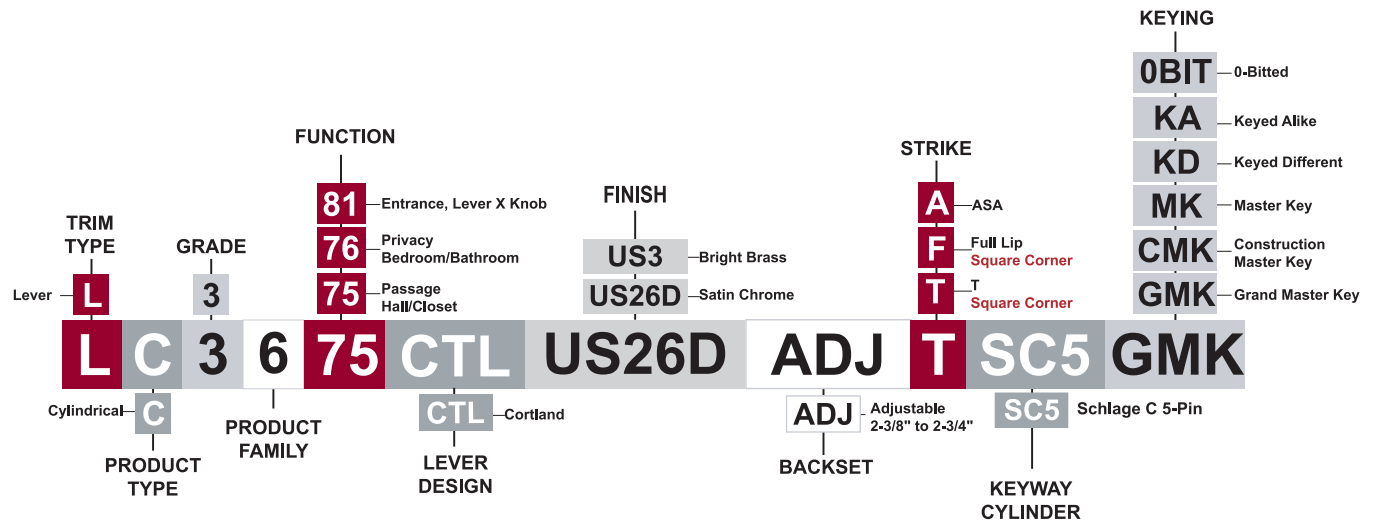 KEYING
0BIT
0-Bitted
KA
Keyed Alike
KD
Keyed Different
MK
Master Key
CMK
Construction
Master Key
GMK
Grand Master Key
STRIKE
A
ASA
F
Full Lip
Square Corner
T
T
Square Corner
FUNCTION
81
Entrance, Lever X Knob
76
Privacy
Bedroom/Bathroom
75
Passage
Hall/Closet
FINISH
US3
Bright Brass
US26D
Satin Chrome
TRIM
TYPE
Lever
L
GRADE
3
L C 3 6 75 CTL US26D ADJ T SC5 GMK
Cylindrical
C
PRODUCT
TYPE
PRODUCT
FAMILY
CTL
Cortland
LEVER
DESIGN
ADJ
Adjustable
2-3/8" to 2-3/4"
BACKSET
SC5
Schlage C 5-Pin
KEYWAY
CYLINDER